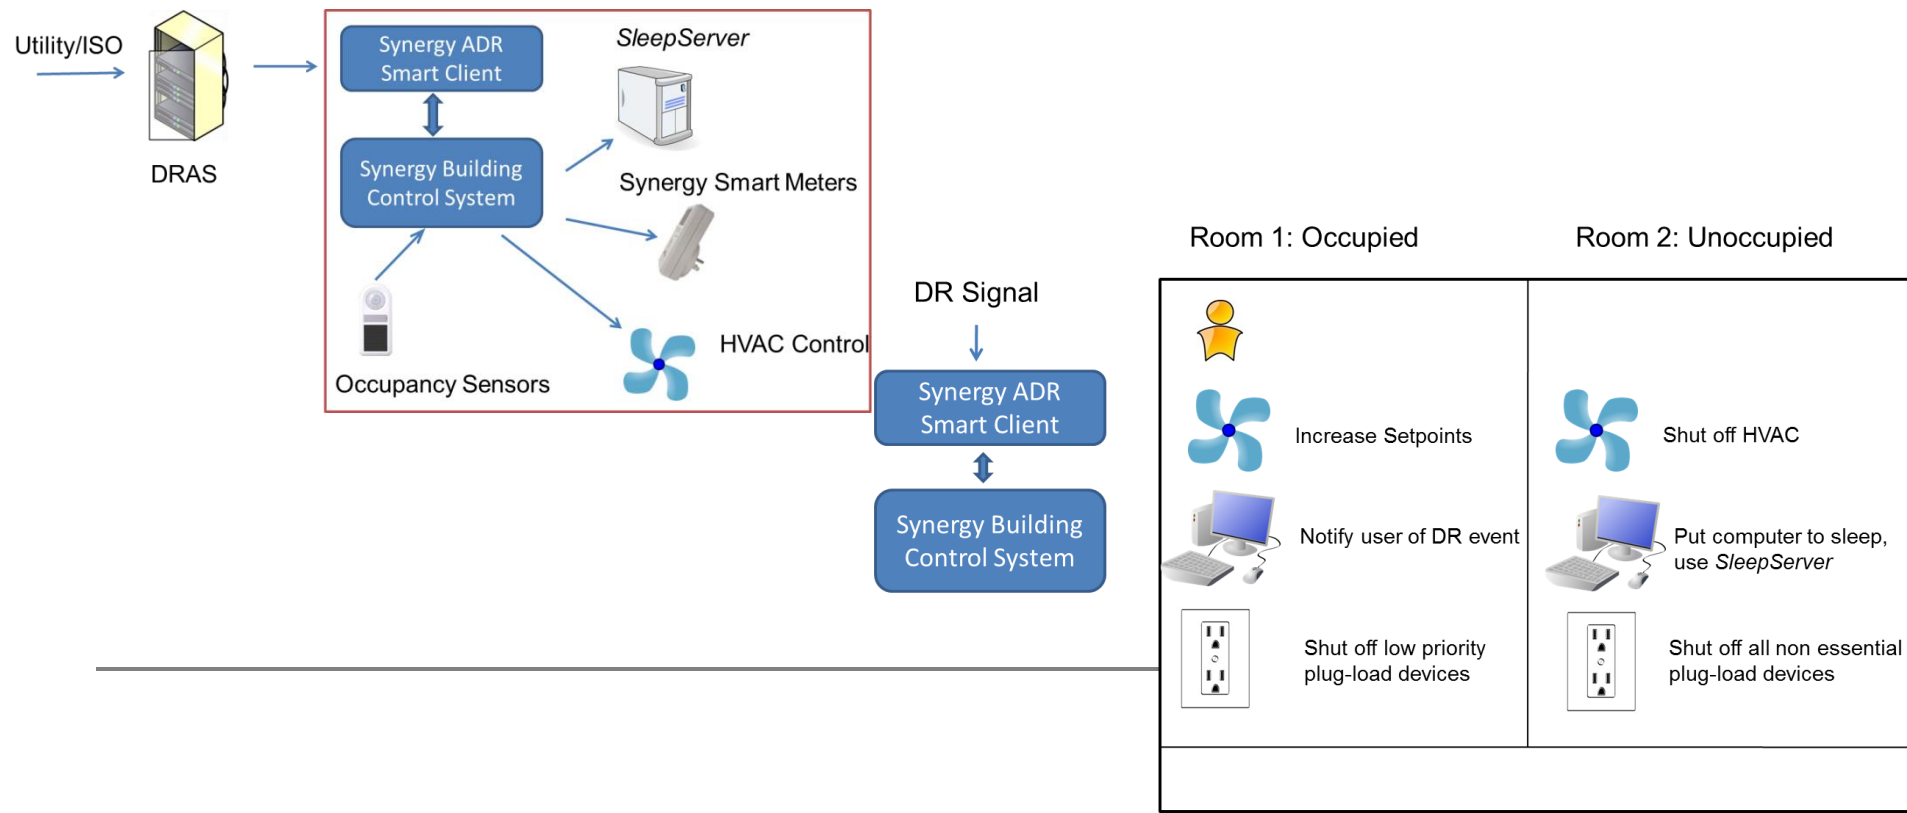 Utility/ISO
DRAS
Synergy ADR
Smart Client
Synergy Building
Control System
SleepServer
Synergy Smart Meters
HVAC Control
Occupancy Sensors
DR Signal
Synergy ADR
Smart Client
Synergy Building
Control System
Room 1: Occupied
Room 2: Unoccupied
Increase Setpoints
Shut off HVAC
Notify user of DR event
Put computer to sleep,
use SleepServer
Shut off low priority
plug-load devices
Shut off all non essential
plug-load devices